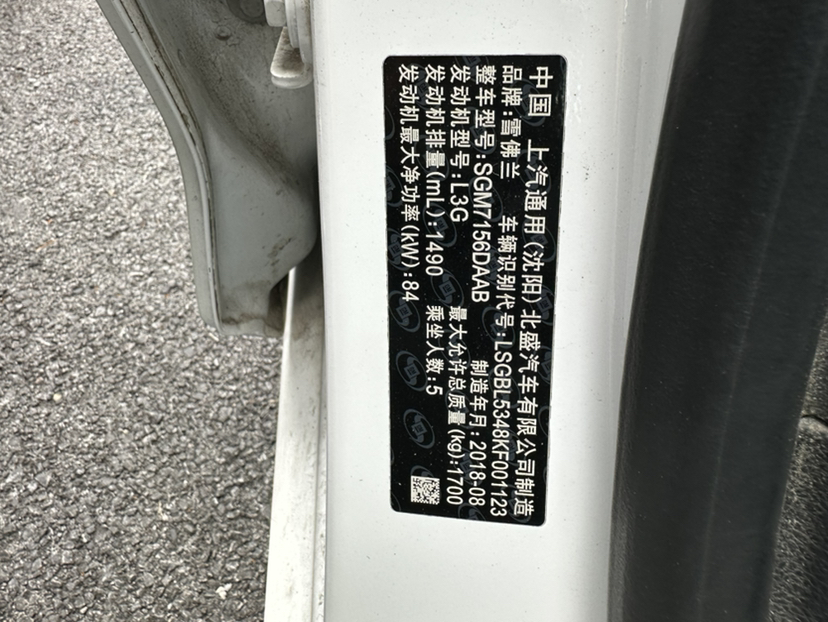 中国 上汽通用(沈阳)北盛汽车有限公司制造
品牌:雪佛兰 车辆识别代号:LSGBL5348KF001123
整车型号:SGM7156DAAB 制造年月:2018-08
发动机型号:L3G 最大允许总质量(kg):1700
发动机排量(mL):1490 乘坐人数:5
发动机最大净功率(kW):84